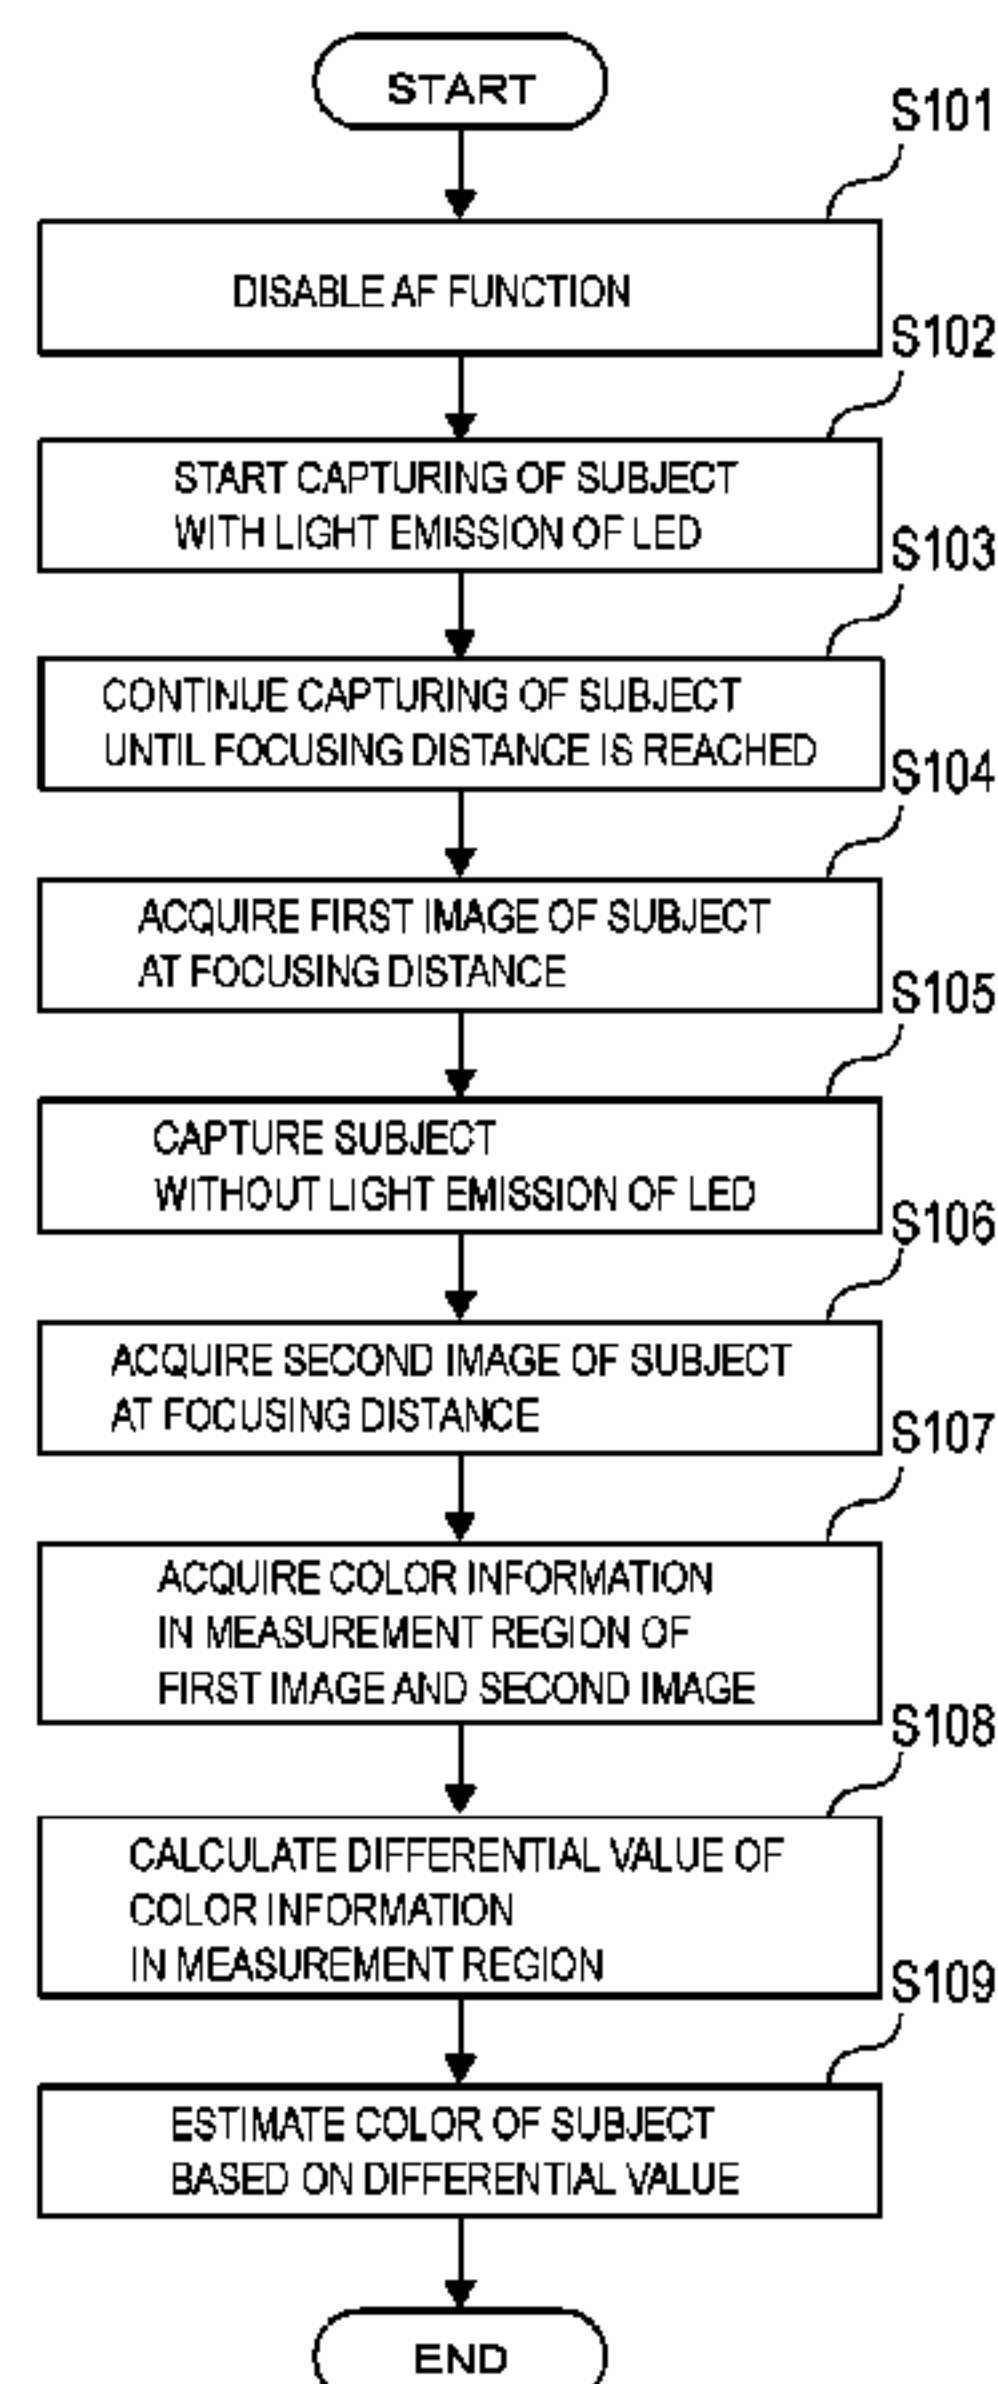 START
S101
DISABLE AF FUNCTION
S102
START CAPTURING OF SUBJECT
WITH LIGHT EMISSION OF LED
S103
CONTINUE CAPTURING OF SUBJECT
UNTIL FOCUSING DISTANCE IS REACHED
S104
ACQUIRE FIRST IMAGE OF SUBJECT
AT FOCUSING DISTANCE
S105
CAPTURE SUBJECT
WITHOUT LIGHT EMISSION OF LED
S106
ACQUIRE SECOND IMAGE OF SUBJECT
AT FOCUSING DISTANCE
S107
ACQUIRE COLOR INFORMATION
IN MEASUREMENT REGION OF
FIRST IMAGE AND SECOND IMAGE
S108
CALCULATE DIFFERENTIAL VALUE OF
COLOR INFORMATION
IN MEASUREMENT REGION
S109
ESTIMATE COLOR OF SUBJECT
BASED ON DIFFERENTIAL VALUE
END